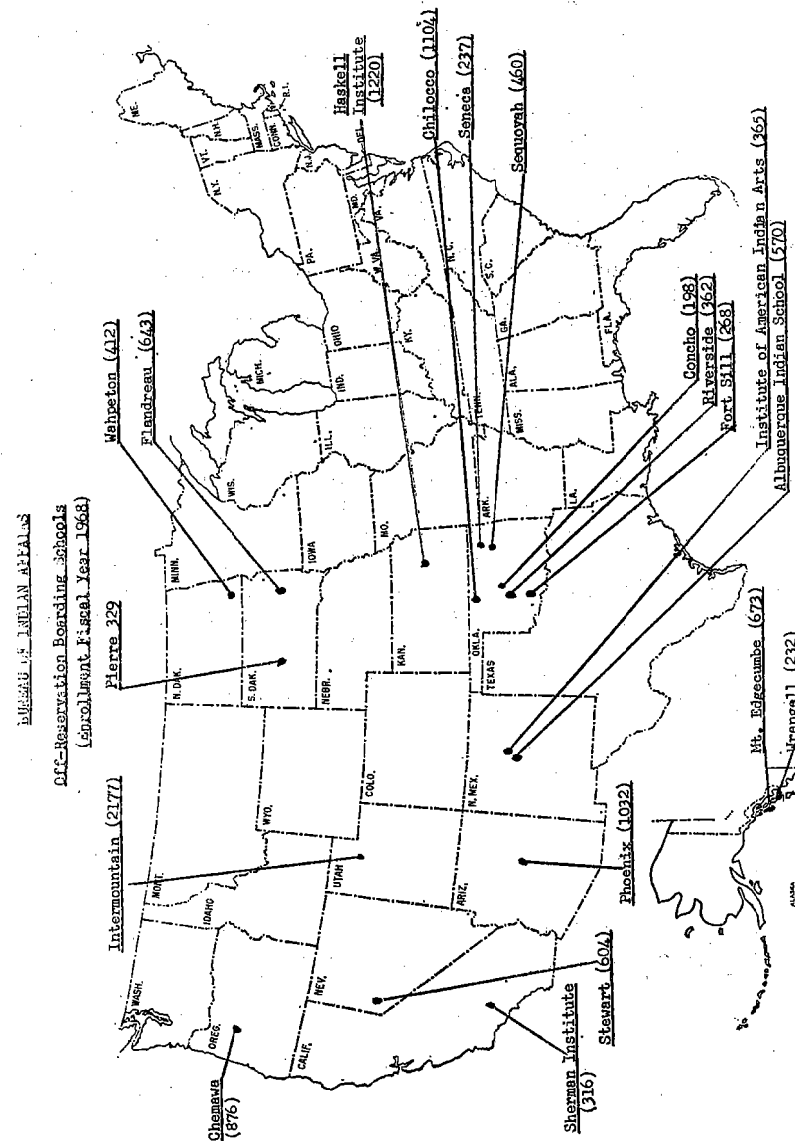 BUREAU OF INDIAN AFFAIRS
Off-Reservation Boarding Schools
(Enrollment Fiscal Year 1968)
Chemawa
(876)
Intermountain (2177)
Pierre 329
Wahpeton (412)
Flandreau (643)
Haskell
Institute
(1220)
Chilocco (1104)
Seneca (237)
Sequoyah (460)
Concho (198)
Riverside (362)
Fort Sill (268)
Institute of American Indian Arts (365)
Albuquerque Indian School (570)
Mt. Edgecumbe (673)
Wrangell (232)
Phoenix (1032)
Stewart (604)
Sherman Institute
(316)
WASH.
OREG.
CALIF.
NEV.
IDAHO
MONT.
WYO.
UTAH
ARIZ.
COLO.
N. MEX.
N. DAK.
S. DAK.
NEBR.
KAN.
OKLA.
TEXAS
MINN.
IOWA
MO.
ARK.
LA.
WIS.
ILL.
MICH.
IND.
OHIO
KY.
TENN.
MISS.
ALA.
GA.
FLA.
S.C.
N.C.
VA.
W.VA.
MD.
DEL.
PA.
N.J.
N.Y.
VT.
N.H.
MASS.
CONN.
R.I.